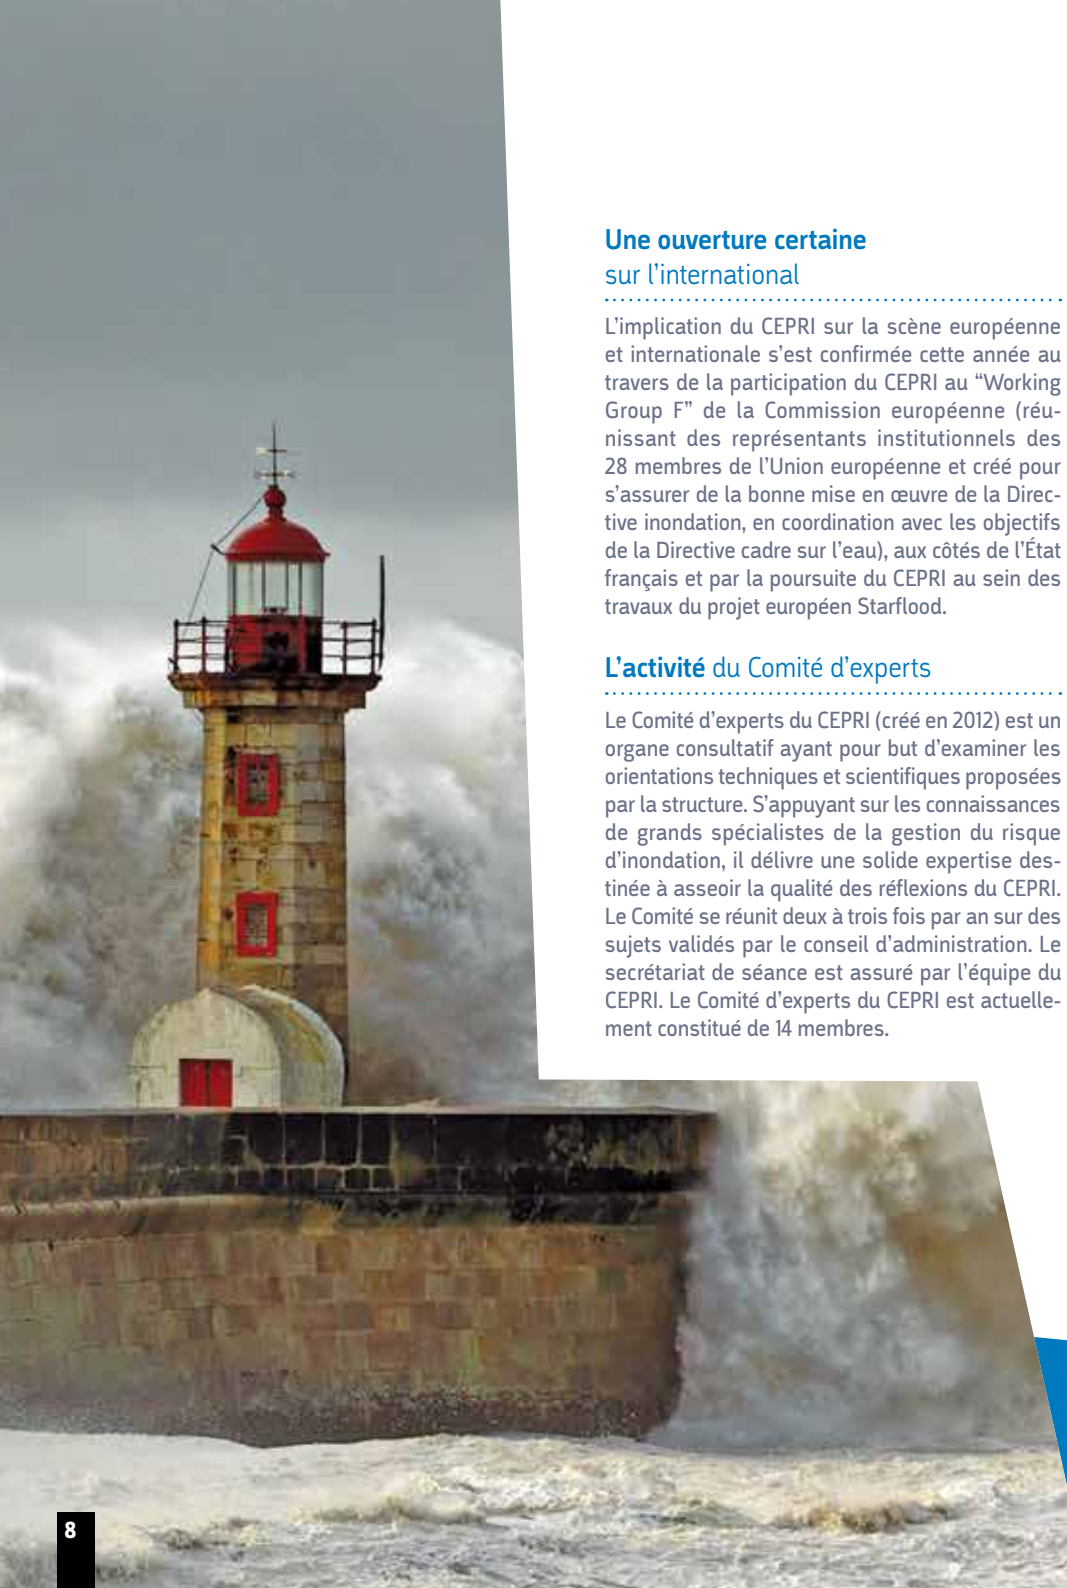 Une ouverture certaine
sur l’international
L’implication du CEPRI sur la scène européenne
et internationale s’est confirmée cette année au
travers de la participation du CEPRI au “Working
Group F” de la Commission européenne (réu-
nissant des représentants institutionnels des
28 membres de l’Union européenne et créé pour
s’assurer de la bonne mise en œuvre de la Direc-
tive inondation, en coordination avec les objectifs
de la Directive cadre sur l’eau), aux côtés de l’État
français et par la poursuite du CEPRI au sein des
travaux du projet européen Starflood.
L’activité du Comité d’experts
Le Comité d’experts du CEPRI (créé en 2012) est un
organe consultatif ayant pour but d’examiner les
orientations techniques et scientifiques proposées
par la structure. S’appuyant sur les connaissances
de grands spécialistes de la gestion du risque
d’inondation, il délivre une solide expertise des-
tinée à asseoir la qualité des réflexions du CEPRI.
Le Comité se réunit deux à trois fois par an sur des
sujets validés par le conseil d’administration. Le
secrétariat de séance est assuré par l’équipe du
CEPRI. Le Comité d’experts du CEPRI est actuelle-
ment constitué de 14 membres.
8